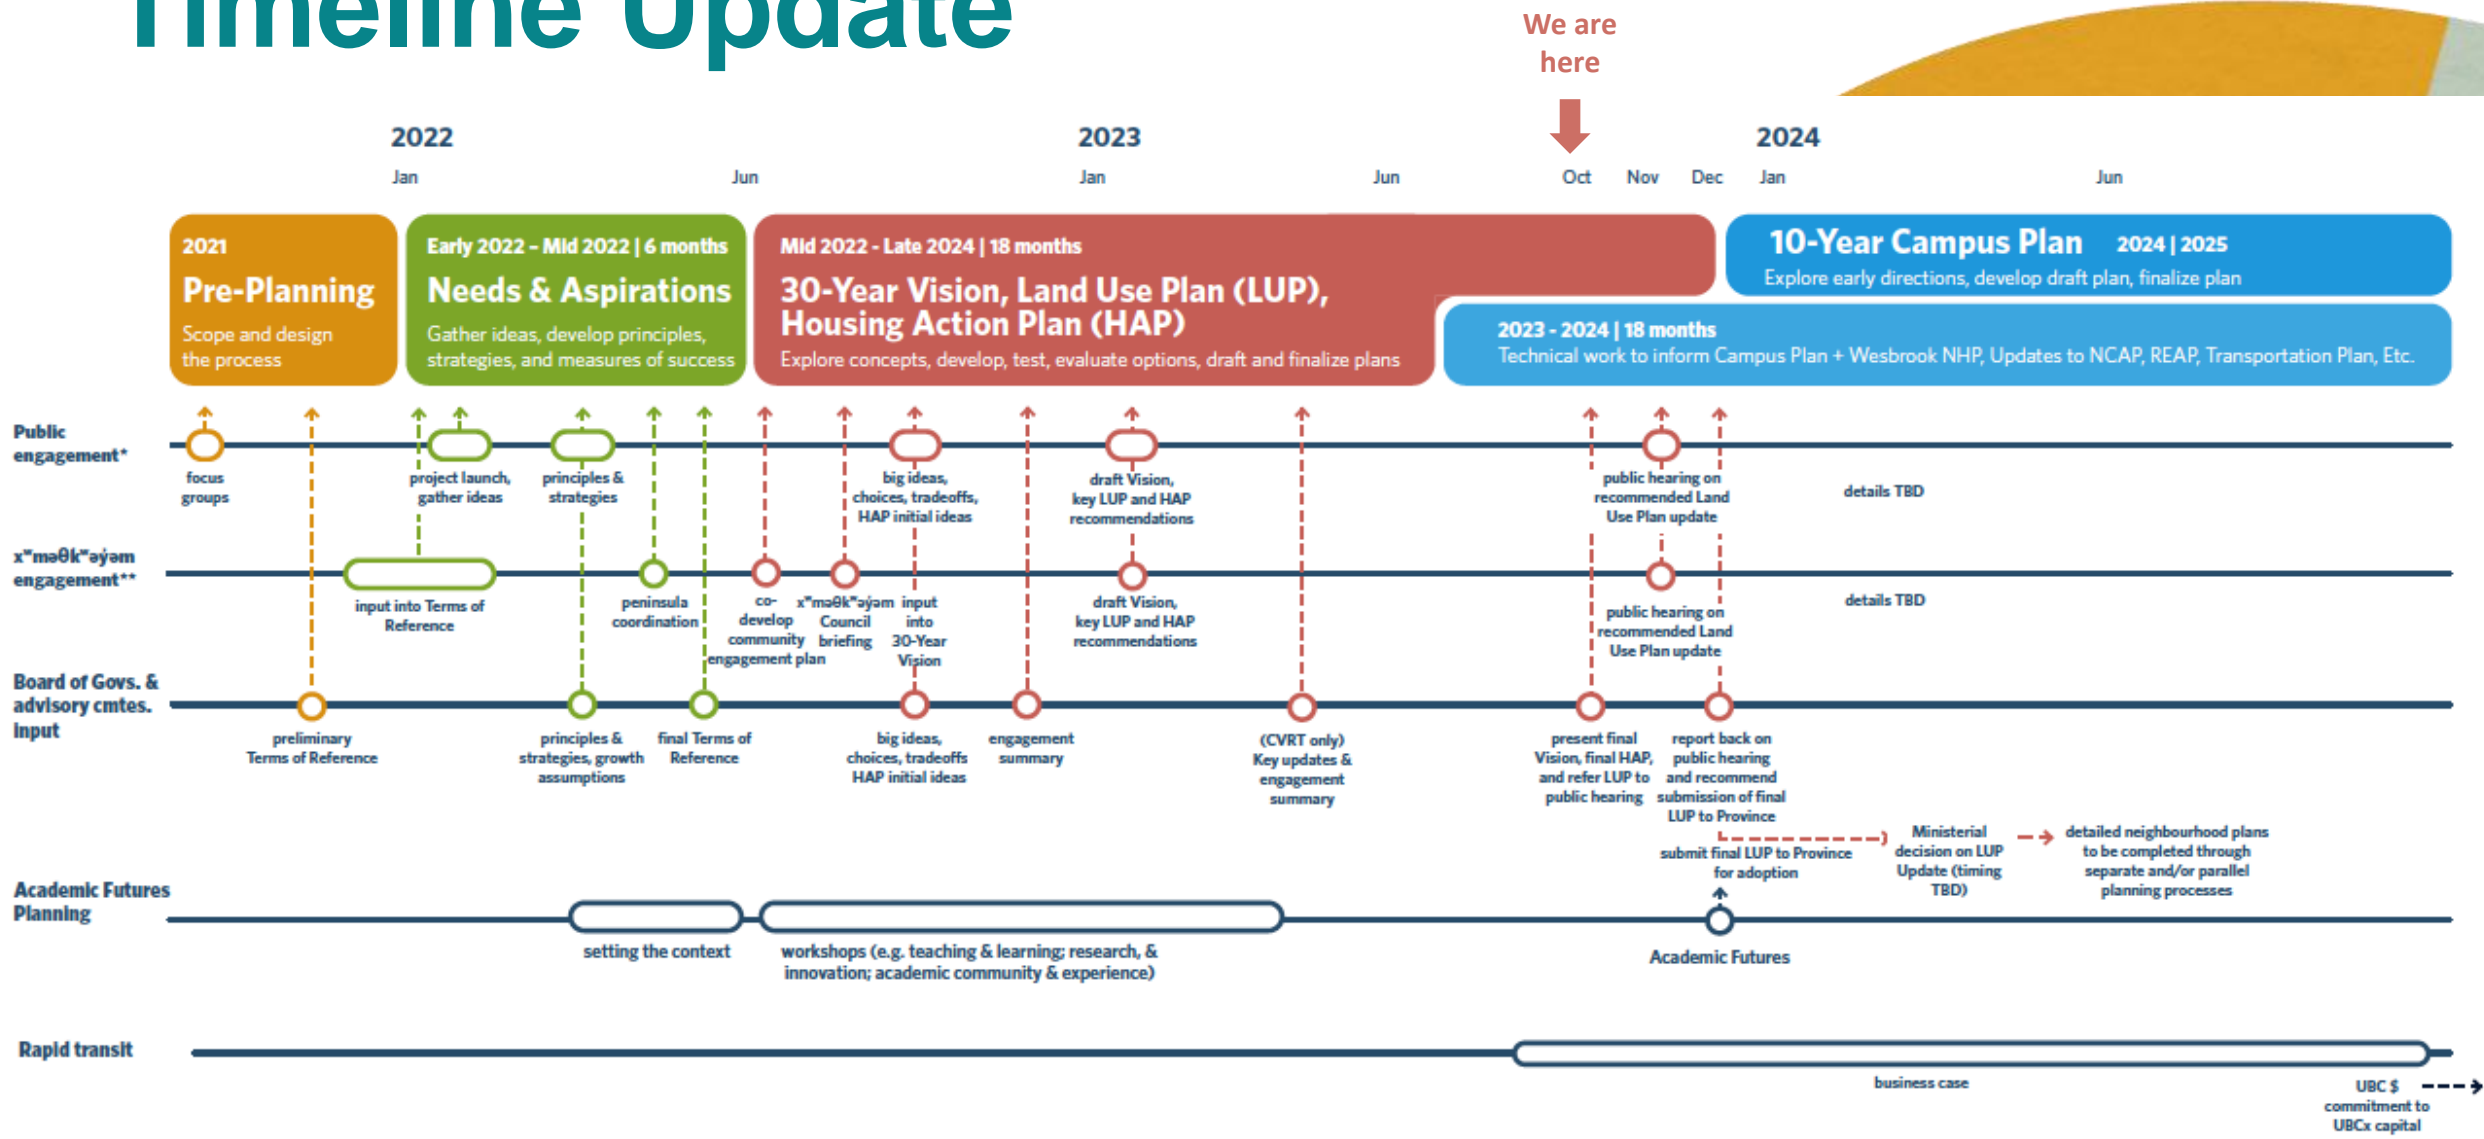 Timeline Update
We are
here
2022
2023
2024
Jan
Jun
Jan
Jun
Oct
Nov
Dec
Jan
Jun
2021
Pre-Planning
Scope and design
the process
Early 2022 – Mid 2022 | 6 months
Needs & Aspirations
Gather ideas, develop principles,
strategies, and measures of success
Mid 2022 - Late 2024 | 18 months
30-Year Vision, Land Use Plan (LUP),
Housing Action Plan (HAP)
Explore concepts, develop, test, evaluate options, draft and finalize plans
10-Year Campus Plan 2024 | 2025
Explore early directions, develop draft plan, finalize plan
2023 - 2024 | 18 months
Technical work to inform Campus Plan + Wesbrook NHP, Updates to NCAP, REAP, Transportation Plan, Etc.
Public
engagement*
focus
groups
project launch,
gather ideas
principles &
strategies
big ideas,
choices, tradeoffs,
HAP initial ideas
draft Vision,
key LUP and HAP
recommendations
public hearing on
recommended Land
Use Plan update
details TBD
xʷməθkʷəy̓əm
engagement**
input into Terms of
Reference
peninsula
coordination
co-
develop
community
engagement plan
xʷməθkʷəy̓əm
Council
briefing
input
into
30-Year
Vision
draft Vision,
key LUP and HAP
recommendations
public hearing on
recommended Land
Use Plan update
details TBD
Board of Govs. &
advisory cmtes.
Input
preliminary
Terms of Reference
principles &
strategies, growth
assumptions
final Terms of
Reference
big ideas,
choices, tradeoffs
HAP initial ideas
engagement
summary
(CVRT only)
Key updates &
engagement
summary
present final
Vision, final HAP,
and refer LUP to
public hearing
report back on
public hearing
and recommend
submission of final
LUP to Province
submit final LUP to Province
for adoption
Ministerial
decision on LUP
Update (timing
TBD)
detailed neighbourhood plans
to be completed through
separate and/or parallel
planning processes
Academic Futures
Planning
setting the context
workshops (e.g. teaching & learning; research, &
innovation; academic community & experience)
Academic Futures
Rapid transit
business case
UBC $
commitment to
UBCx capital